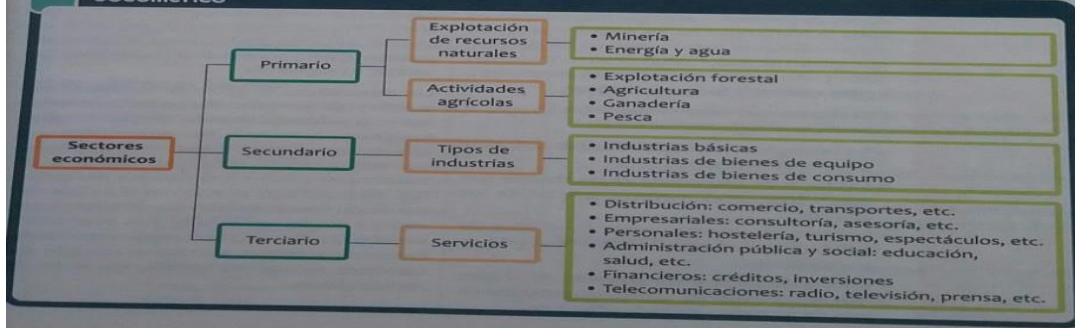 Explotación
de recursos
naturales
• Minería
• Energía y agua
Primario
Actividades
agrícolas
• Explotación forestal
• Agricultura
• Ganadería
• Pesca
Sectores
económicos
Secundario
Tipos de
industrias
• Industrias básicas
• Industrias de bienes de equipo
• Industrias de bienes de consumo
Terciario
Servicios
• Distribución: comercio, transportes, etc.
• Empresariales: consultoría, asesoría, etc.
• Personales: hostelería, turismo, espectáculos, etc.
• Administración pública y social: educación,
salud, etc.
• Financieros: créditos, inversiones
• Telecomunicaciones: radio, televisión, prensa, etc.